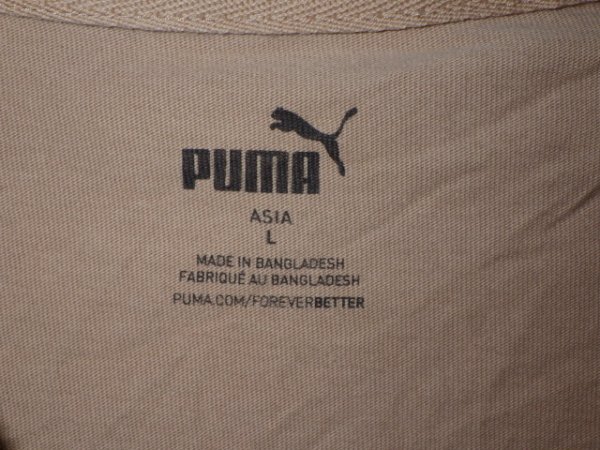 PUMA
ASIA
L
MADE IN BANGLADESH
FABRIQUÉ AU BANGLADESH
PUMA.COM/FOREVERBETTER